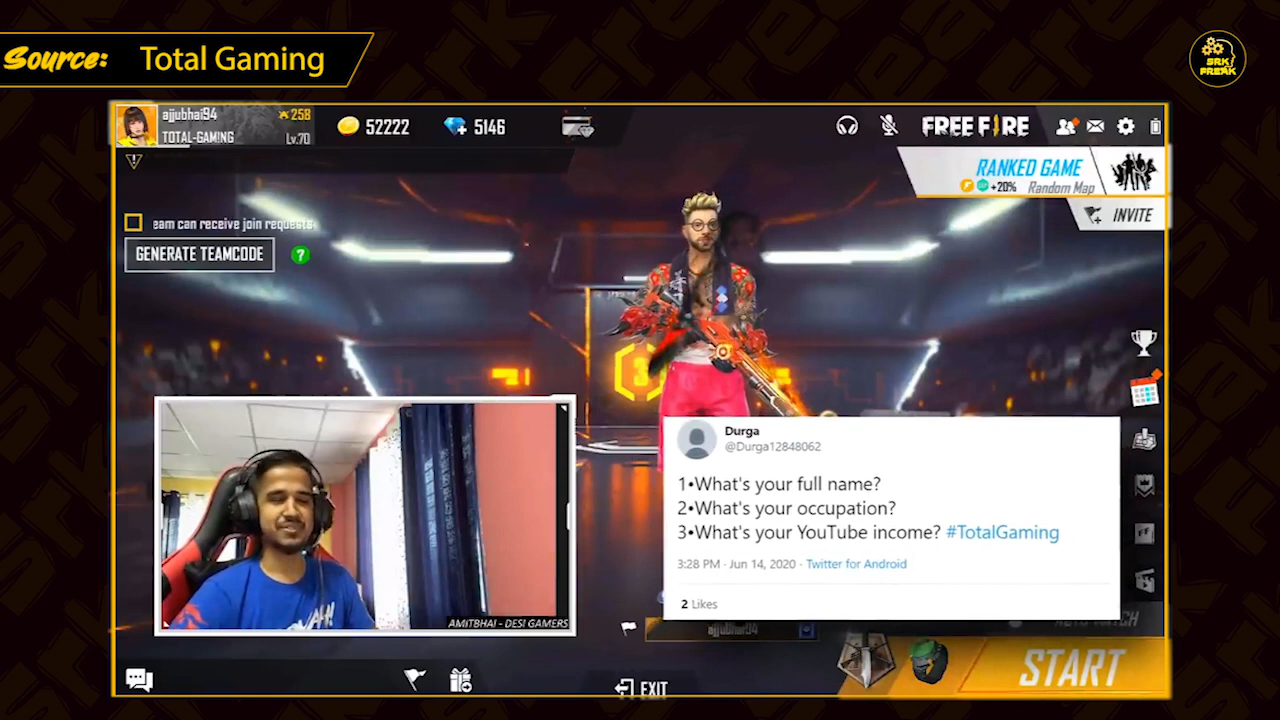 Source: Total Gaming
SRK
FREAK
ajjubhai94
258
TOTAL-GAMING
Lv.70
52222
5146
FREE FIRE
RANKED GAME
+20% Random Map
INVITE
eam can receive join requests
GENERATE TEAMCODE
?
Durga
@Durga12848062
1•What's your full name?
2•What's your occupation?
3•What's your YouTube income? #TotalGaming
3:28 PM · Jun 14, 2020 · Twitter for Android
2 Likes
AMITBHAI - DESI GAMERS
ajjubhai94
START
EXIT